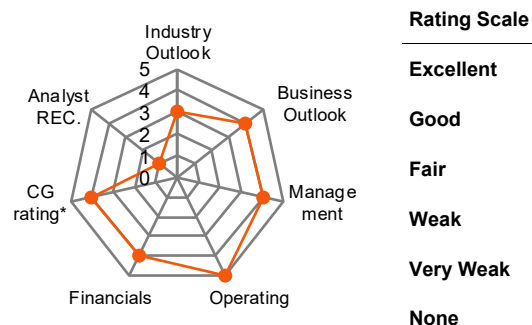 Industry
Outlook
Business
Outlook
Manage
ment
Operating
Financials
CG
rating*
Analyst
REC.
5
4
3
2
1
0
Rating Scale
Excellent
Good
Fair
Weak
Very Weak
None